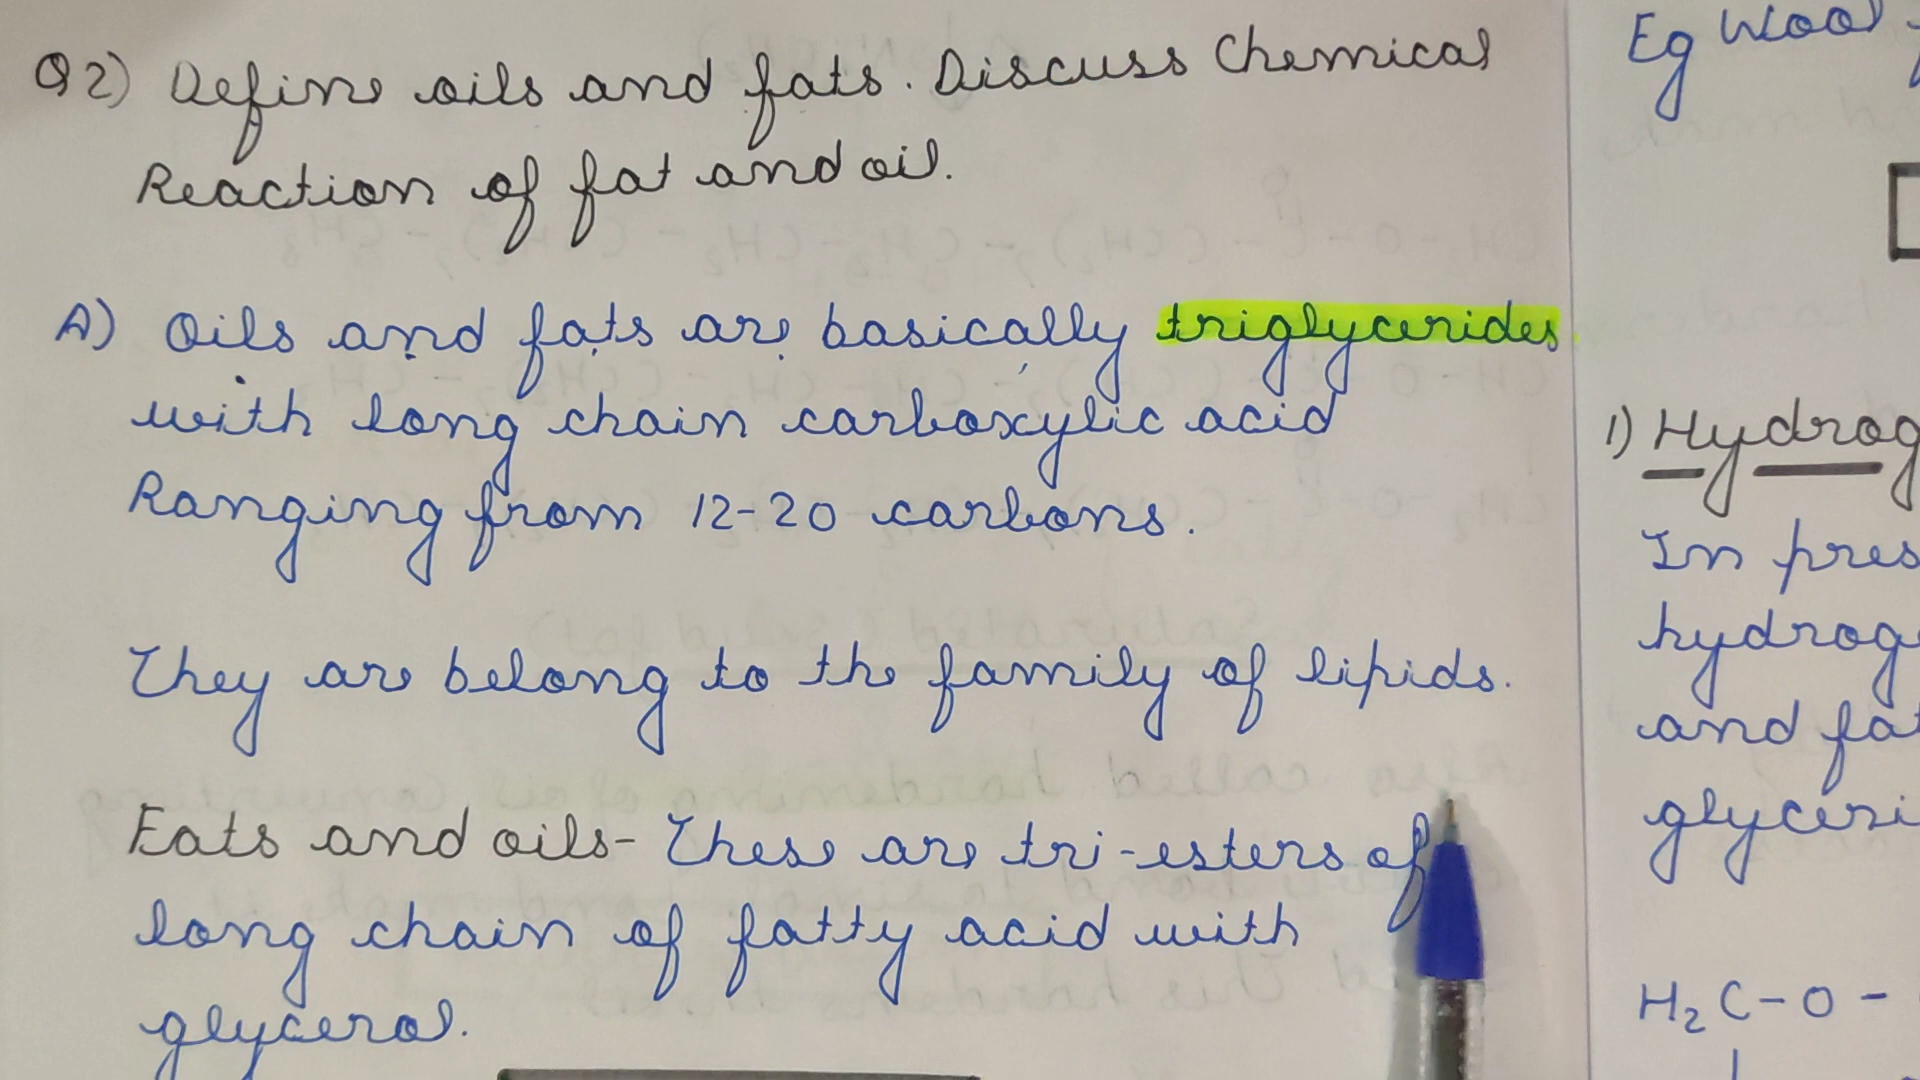 Q2) Define oils and fats. Discuss Chemical
Reaction of fat and oil.
A) Oils and fats are basically triglycerides
with long chain carboxylic acid
Ranging from 12-20 carbons.
They are belong to the family of lipids.
Fats and oils- These are tri-esters of
long chain of fatty acid with
glycerol.
Eg Wool
1) Hydrog
In pres
hydrog
and fat
glyceri
H₂C-O-